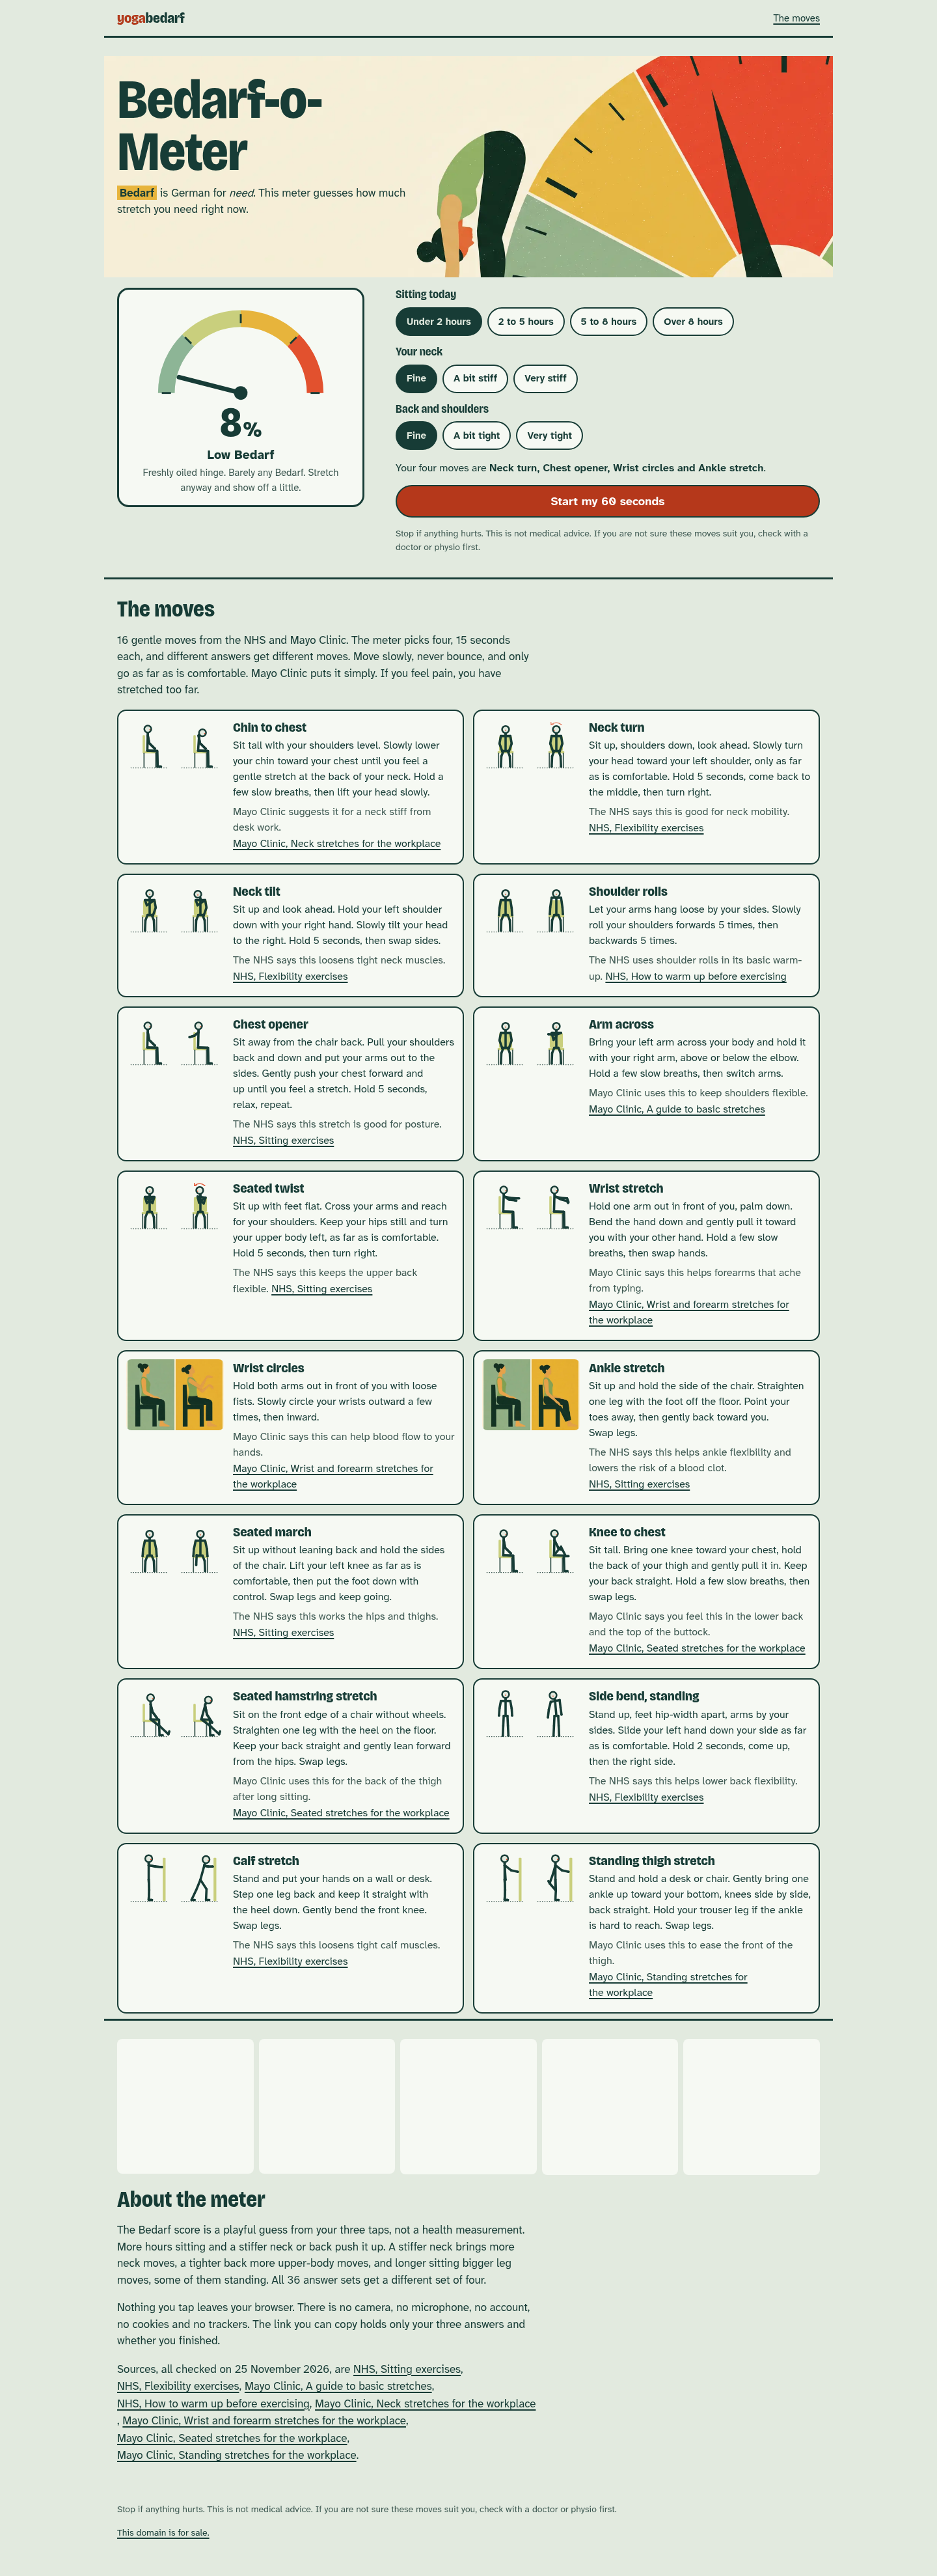 yogabedarf
The moves
Bedarf-o-
Meter
Bedarf is German for need. This meter guesses how much
stretch you need right now.
8%
Low Bedarf
Freshly oiled hinge. Barely any Bedarf. Stretch
anyway and show off a little.
Sitting today
Under 2 hours
2 to 5 hours
5 to 8 hours
Over 8 hours
Your neck
Fine
A bit stiff
Very stiff
Back and shoulders
Fine
A bit tight
Very tight
Your four moves are Neck turn, Chest opener, Wrist circles and Ankle stretch.
Start my 60 seconds
Stop if anything hurts. This is not medical advice. If you are not sure these moves suit you, check with a
doctor or physio first.
The moves
16 gentle moves from the NHS and Mayo Clinic. The meter picks four, 15 seconds
each, and different answers get different moves. Move slowly, never bounce, and only
go as far as is comfortable. Mayo Clinic puts it simply. If you feel pain, you have
stretched too far.
Chin to chest
Sit tall with your shoulders level. Slowly lower
your chin toward your chest until you feel a
gentle stretch at the back of your neck. Hold a
few slow breaths, then lift your head slowly.
Mayo Clinic suggests it for a neck stiff from
desk work.
Mayo Clinic, Neck stretches for the workplace
Neck turn
Sit up, shoulders down, look ahead. Slowly turn
your head toward your left shoulder, only as far
as is comfortable. Hold 5 seconds, come back to
the middle, then turn right.
The NHS says this is good for neck mobility.
NHS, Flexibility exercises
Neck tilt
Sit up and look ahead. Hold your left shoulder
down with your right hand. Slowly tilt your head
to the right. Hold 5 seconds, then swap sides.
The NHS says this loosens tight neck muscles.
NHS, Flexibility exercises
Shoulder rolls
Let your arms hang loose by your sides. Slowly
roll your shoulders forwards 5 times, then
backwards 5 times.
The NHS uses shoulder rolls in its basic warm-
up. NHS, How to warm up before exercising
Chest opener
Sit away from the chair back. Pull your shoulders
back and down and put your arms out to the
sides. Gently push your chest forward and
up until you feel a stretch. Hold 5 seconds,
relax, repeat.
The NHS says this stretch is good for posture.
NHS, Sitting exercises
Arm across
Bring your left arm across your body and hold it
with your right arm, above or below the elbow.
Hold a few slow breaths, then switch arms.
Mayo Clinic uses this to keep shoulders flexible.
Mayo Clinic, A guide to basic stretches
Seated twist
Sit up with feet flat. Cross your arms and reach
for your shoulders. Keep your hips still and turn
your upper body left, as far as is comfortable.
Hold 5 seconds, then turn right.
The NHS says this keeps the upper back
flexible. NHS, Sitting exercises
Wrist stretch
Hold one arm out in front of you, palm down.
Bend the hand down and gently pull it toward
you with your other hand. Hold a few slow
breaths, then swap hands.
Mayo Clinic says this helps forearms that ache
from typing.
Mayo Clinic, Wrist and forearm stretches for
the workplace
Wrist circles
Hold both arms out in front of you with loose
fists. Slowly circle your wrists outward a few
times, then inward.
Mayo Clinic says this can help blood flow to your
hands.
Mayo Clinic, Wrist and forearm stretches for
the workplace
Ankle stretch
Sit up and hold the side of the chair. Straighten
one leg with the foot off the floor. Point your
toes away, then gently back toward you.
Swap legs.
The NHS says this helps ankle flexibility and
lowers the risk of a blood clot.
NHS, Sitting exercises
Seated march
Sit up without leaning back and hold the sides
of the chair. Lift your left knee as far as is
comfortable, then put the foot down with
control. Swap legs and keep going.
The NHS says this works the hips and thighs.
NHS, Sitting exercises
Knee to chest
Sit tall. Bring one knee toward your chest, hold
the back of your thigh and gently pull it in. Keep
your back straight. Hold a few slow breaths, then
swap legs.
Mayo Clinic says you feel this in the lower back
and the top of the buttock.
Mayo Clinic, Seated stretches for the workplace
Seated hamstring stretch
Sit on the front edge of a chair without wheels.
Straighten one leg with the heel on the floor.
Keep your back straight and gently lean forward
from the hips. Swap legs.
Mayo Clinic uses this for the back of the thigh
after long sitting.
Mayo Clinic, Seated stretches for the workplace
Side bend, standing
Stand up, feet hip-width apart, arms by your
sides. Slide your left hand down your side as far
as is comfortable. Hold 2 seconds, come up,
then the right side.
The NHS says this helps lower back flexibility.
NHS, Flexibility exercises
Calf stretch
Stand and put your hands on a wall or desk.
Step one leg back and keep it straight with
the heel down. Gently bend the front knee.
Swap legs.
The NHS says this loosens tight calf muscles.
NHS, Flexibility exercises
Standing thigh stretch
Stand and hold a desk or chair. Gently bring one
ankle up toward your bottom, knees side by side,
back straight. Hold your trouser leg if the ankle
is hard to reach. Swap legs.
Mayo Clinic uses this to ease the front of the
thigh.
Mayo Clinic, Standing stretches for
the workplace
About the meter
The Bedarf score is a playful guess from your three taps, not a health measurement.
More hours sitting and a stiffer neck or back push it up. A stiffer neck brings more
neck moves, a tighter back more upper-body moves, and longer sitting bigger leg
moves, some of them standing. All 36 answer sets get a different set of four.
Nothing you tap leaves your browser. There is no camera, no microphone, no account,
no cookies and no trackers. The link you can copy holds only your three answers and
whether you finished.
Sources, all checked on 25 November 2026, are NHS, Sitting exercises,
NHS, Flexibility exercises, Mayo Clinic, A guide to basic stretches,
NHS, How to warm up before exercising, Mayo Clinic, Neck stretches for the workplace
, Mayo Clinic, Wrist and forearm stretches for the workplace,
Mayo Clinic, Seated stretches for the workplace,
Mayo Clinic, Standing stretches for the workplace.
Stop if anything hurts. This is not medical advice. If you are not sure these moves suit you, check with a doctor or physio first.
This domain is for sale.